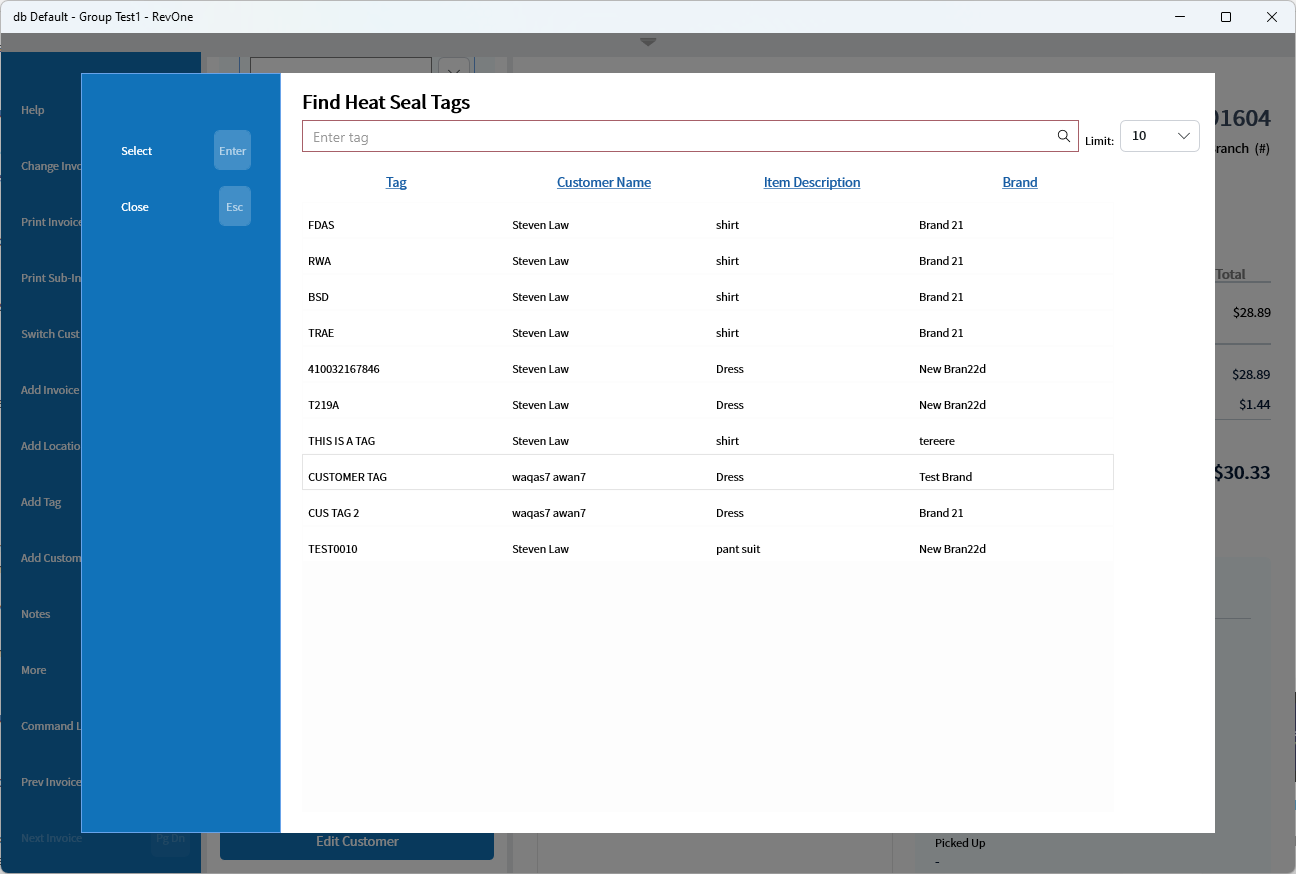 db Default - Group Test1 - RevOne
Help
Change Invo
Print Invoice
Print Sub-In
Switch Cust
Add Invoice
Add Locatio
Add Tag
Add Custom
Notes
More
Command L
Prev Invoice
Next Invoice Pg Dn
Select Enter
Close Esc
Find Heat Seal Tags
Enter tag
Limit: 10
Tag Customer Name Item Description Brand
FDAS Steven Law shirt Brand 21
RWA Steven Law shirt Brand 21
BSD Steven Law shirt Brand 21
TRAE Steven Law shirt Brand 21
410032167846 Steven Law Dress New Bran22d
T219A Steven Law Dress New Bran22d
THIS IS A TAG Steven Law shirt tereere
CUSTOMER TAG waqas7 awan7 Dress Test Brand
CUS TAG 2 waqas7 awan7 Dress Brand 21
TEST0010 Steven Law pant suit New Bran22d
Edit Customer
1604
ranch (#)
Total
$28.89
$28.89
$1.44
$30.33
Picked Up
-